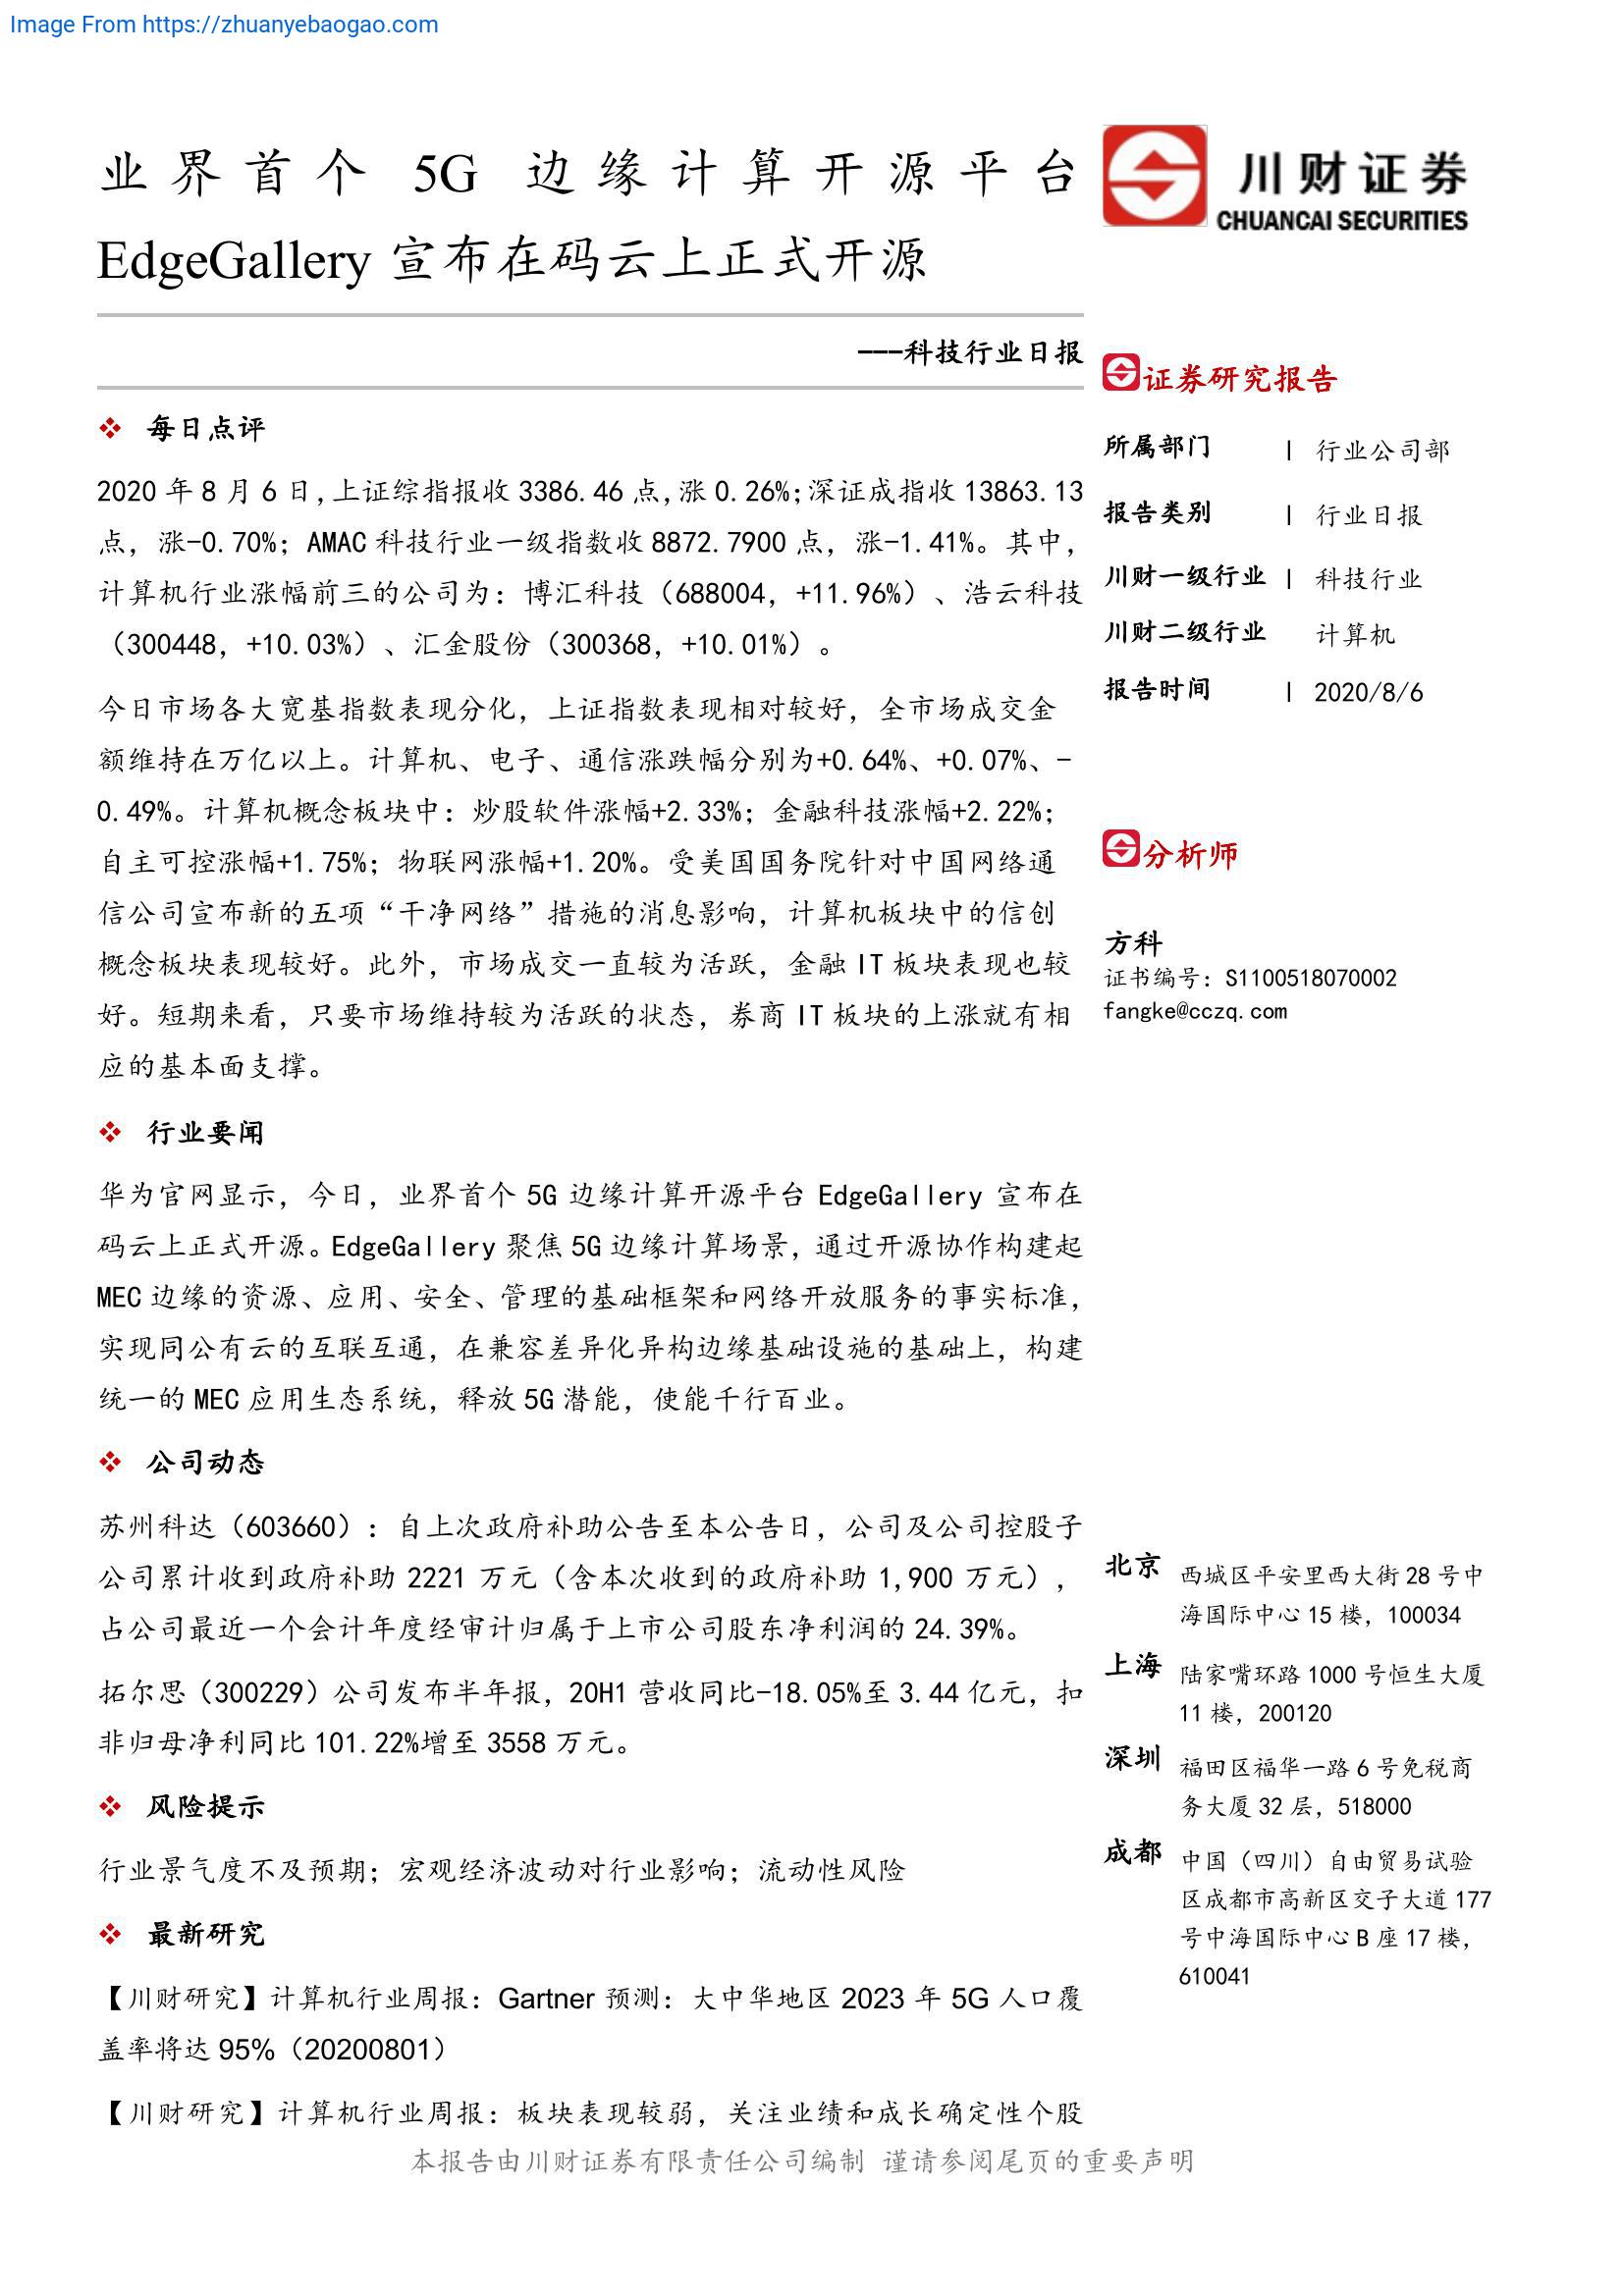 Image From https://zhuanyebaogao.com
业界首个 5G 边缘计算开源平台
EdgeGallery 宣布在码云上正式开源
川财证券
CHUANCAI SECURITIES
---科技行业日报
❖ 每日点评
2020 年 8 月 6 日，上证综指报收 3386.46 点，涨 0.26%；深证成指收 13863.13
点，涨-0.70%；AMAC 科技行业一级指数收 8872.7900 点，涨-1.41%。其中，
计算机行业涨幅前三的公司为：博汇科技（688004，+11.96%）、浩云科技
（300448，+10.03%）、汇金股份（300368，+10.01%）。
今日市场各大宽基指数表现分化，上证指数表现相对较好，全市场成交金
额维持在万亿以上。计算机、电子、通信涨跌幅分别为+0.64%、+0.07%、-
0.49%。计算机概念板块中：炒股软件涨幅+2.33%；金融科技涨幅+2.22%；
自主可控涨幅+1.75%；物联网涨幅+1.20%。受美国国务院针对中国网络通
信公司宣布新的五项“干净网络”措施的消息影响，计算机板块中的信创
概念板块表现较好。此外，市场成交一直较为活跃，金融 IT 板块表现也较
好。短期来看，只要市场维持较为活跃的状态，券商 IT 板块的上涨就有相
应的基本面支撑。
❖ 行业要闻
华为官网显示，今日，业界首个 5G 边缘计算开源平台 EdgeGallery 宣布在
码云上正式开源。EdgeGallery 聚焦 5G 边缘计算场景，通过开源协作构建起
MEC 边缘的资源、应用、安全、管理的基础框架和网络开放服务的事实标准，
实现同公有云的互联互通，在兼容差异化异构边缘基础设施的基础上，构建
统一的 MEC 应用生态系统，释放 5G 潜能，使能千行百业。
❖ 公司动态
苏州科达（603660）：自上次政府补助公告至本公告日，公司及公司控股子
公司累计收到政府补助 2221 万元（含本次收到的政府补助 1,900 万元），
占公司最近一个会计年度经审计归属于上市公司股东净利润的 24.39%。
拓尔思（300229）公司发布半年报，20H1 营收同比-18.05%至 3.44 亿元，扣
非归母净利同比 101.22%增至 3558 万元。
❖ 风险提示
行业景气度不及预期；宏观经济波动对行业影响；流动性风险
❖ 最新研究
【川财研究】计算机行业周报：Gartner 预测：大中华地区 2023 年 5G 人口覆
盖率将达 95%（20200801）
【川财研究】计算机行业周报：板块表现较弱，关注业绩和成长确定性个股
证券研究报告
所属部门 | 行业公司部
报告类别 | 行业日报
川财一级行业 | 科技行业
川财二级行业 计算机
报告时间 | 2020/8/6
分析师
方科
证书编号：S1100518070002
fangke@cczq.com
北京 西城区平安里西大街 28 号中
海国际中心 15 楼，100034
上海 陆家嘴环路 1000 号恒生大厦
11 楼，200120
深圳 福田区福华一路 6 号免税商
务大厦 32 层，518000
成都 中国（四川）自由贸易试验
区成都市高新区交子大道 177
号中海国际中心 B 座 17 楼，
610041
本报告由川财证券有限责任公司编制 谨请参阅尾页的重要声明